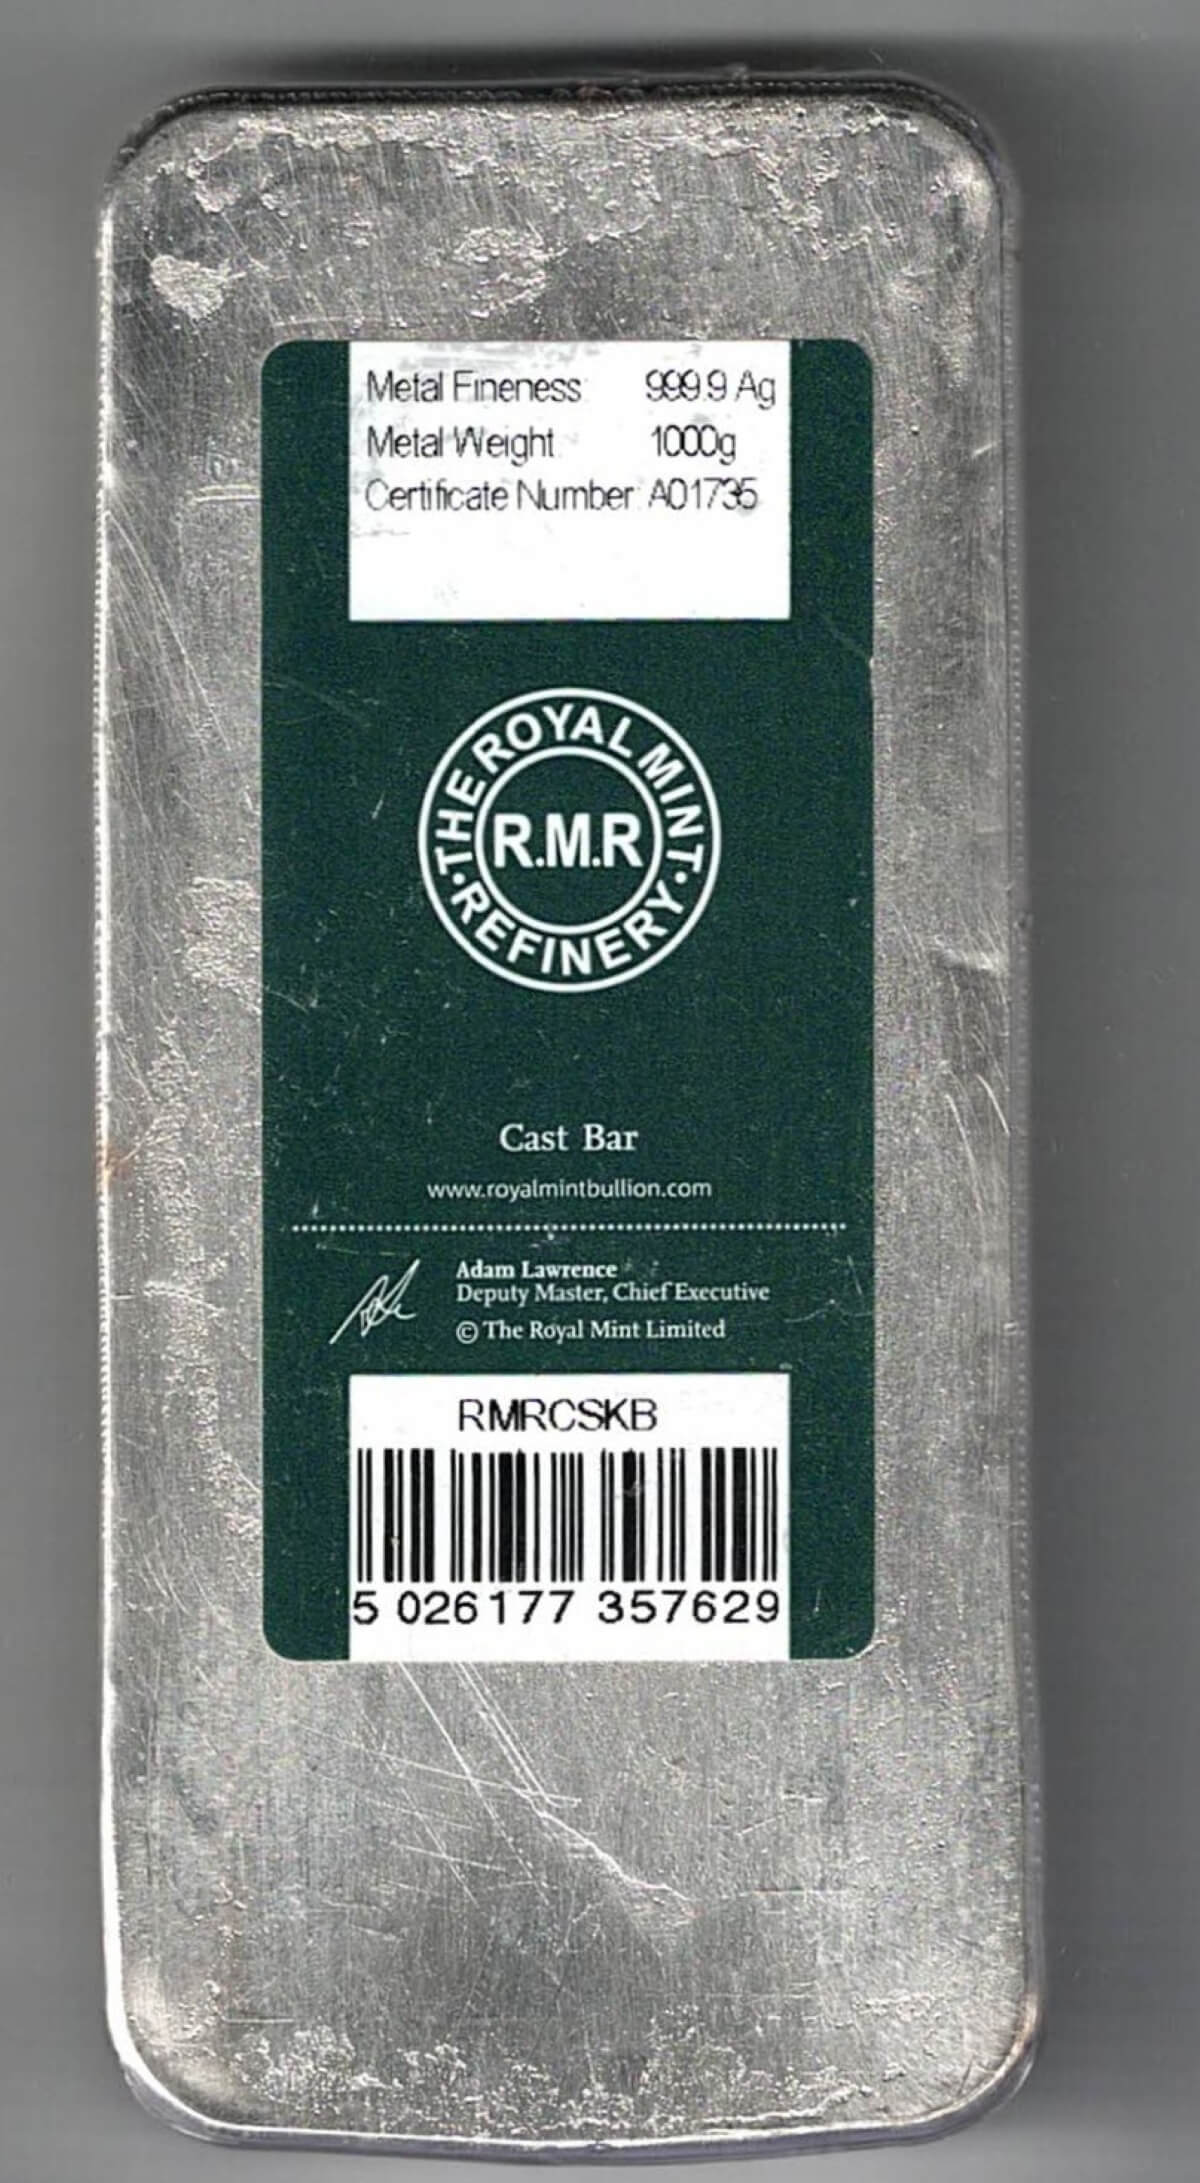 Metal Fineness: 999.9 Ag
Metal Weight: 1000g
Certificate Number: A01735
THE ROYAL MINT
R.M.R
REFINERY
Cast Bar
www.royalmintbullion.com
Adam Lawrence
Deputy Master, Chief Executive
© The Royal Mint Limited
RMRCSKB
5 026177 357629